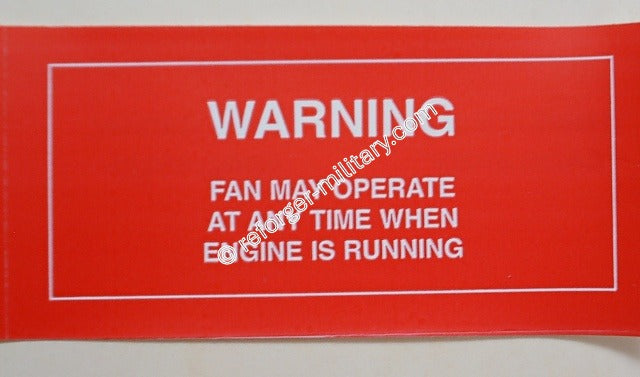 WARNING
FAN MAY OPERATE
AT ANY TIME WHEN
ENGINE IS RUNNING
© reforger-military.com